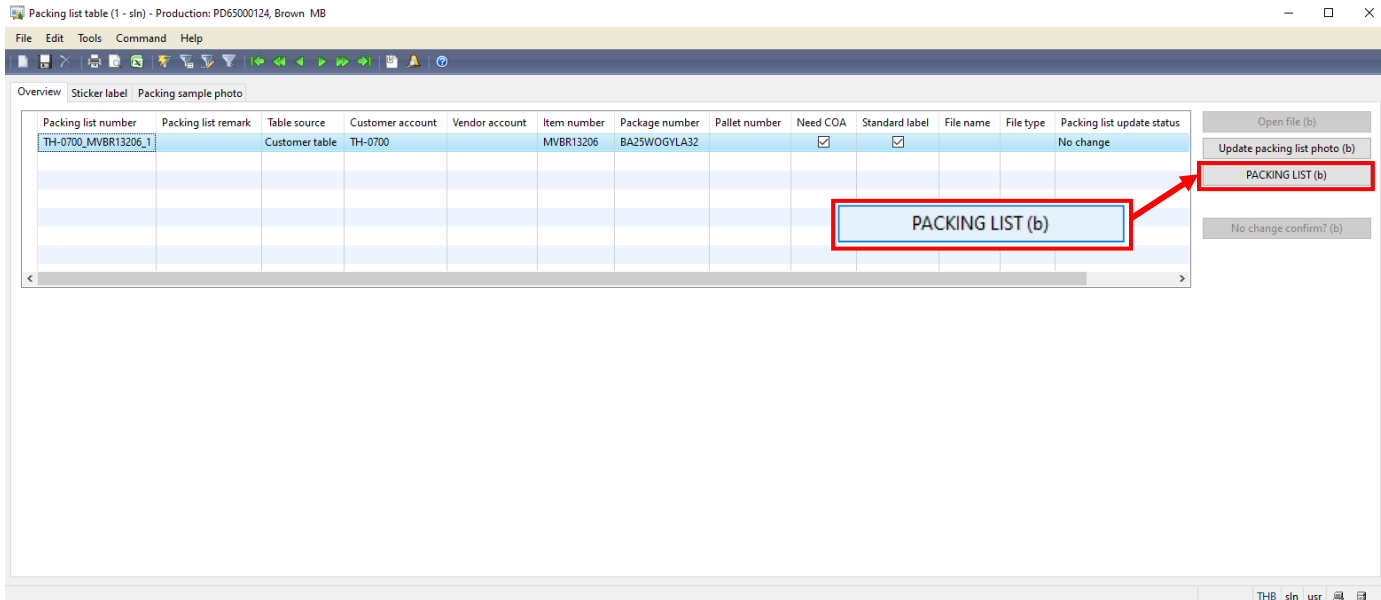 Packing list table (1 - sln) - Production: PD65000124, Brown MB
File Edit Tools Command Help
Overview Sticker label Packing sample photo
Packing list number Packing list remark Table source Customer account Vendor account Item number Package number Pallet number Need COA Standard label File name File type Packing list update status
TH-0700_MVBR13206_1 Customer table TH-0700 MVBR13206 BA25WOGYLA32 No change
Open file (b)
Update packing list photo (b)
PACKING LIST (b)
PACKING LIST (b)
No change confirm? (b)
THB sln usr